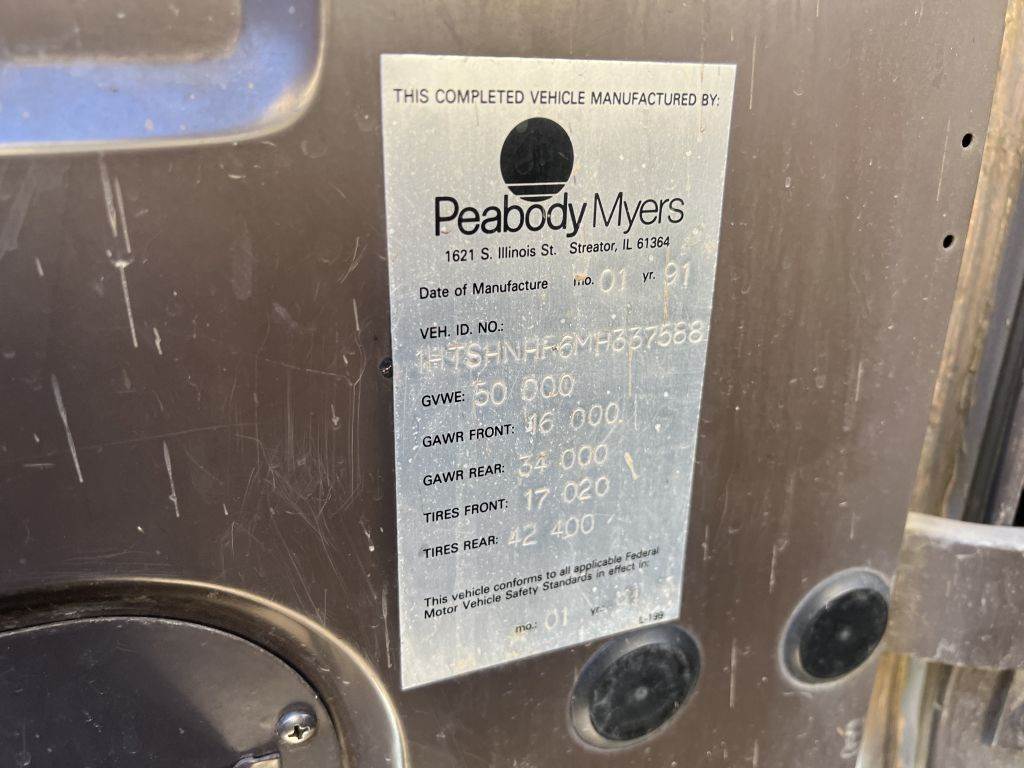 THIS COMPLETED VEHICLE MANUFACTURED BY:
Peabody Myers
1621 S. Illinois St. Streator, IL 61364
Date of Manufacture mo. 01 yr. 91
VEH. ID. NO.:
1HTSHNHR6MH337588
GVWE: 50 000
GAWR FRONT: 16 000
GAWR REAR: 34 000
TIRES FRONT: 17 020
TIRES REAR: 42 400
This vehicle conforms to all applicable Federal
Motor Vehicle Safety Standards in effect in:
mo.: 01 yr.:
L-199